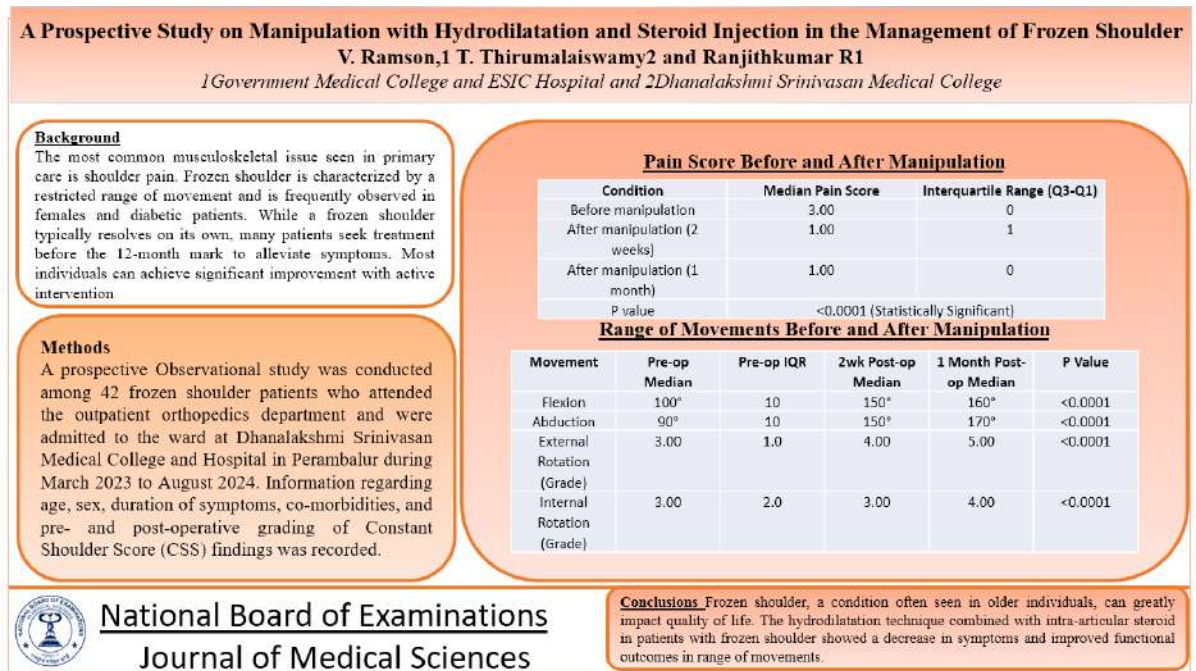 A Prospective Study on Manipulation with Hydrodilatation and Steroid Injection in the Management of Frozen Shoulder
V. Ramson,1 T. Thirumalaiswamy2 and Ranjithkumar R1
1Government Medical College and ESIC Hospital and 2Dhanalakshmi Srinivasan Medical College
Background
The most common musculoskeletal issue seen in primary
care is shoulder pain. Frozen shoulder is characterized by a
restricted range of movement and is frequently observed in
females and diabetic patients. While a frozen shoulder
typically resolves on its own, many patients seek treatment
before the 12-month mark to alleviate symptoms. Most
individuals can achieve significant improvement with active
intervention
Methods
A prospective Observational study was conducted
among 42 frozen shoulder patients who attended
the outpatient orthopedics department and were
admitted to the ward at Dhanalakshmi Srinivasan
Medical College and Hospital in Perambalur during
March 2023 to August 2024. Information regarding
age, sex, duration of symptoms, co-morbidities, and
pre- and post-operative grading of Constant
Shoulder Score (CSS) findings was recorded.
Pain Score Before and After Manipulation
Condition Median Pain Score Interquartile Range (Q3-Q1)
Before manipulation 3.00 0
After manipulation (2 1.00 1
weeks)
After manipulation (1 1.00 0
month)
P value <0.0001 (Statistically Significant)
Range of Movements Before and After Manipulation
Movement Pre-op Pre-op IQR 2wk Post-op 1 Month Post- P Value
Median Median op Median
Flexion 100° 10 150° 160° <0.0001
Abduction 90° 10 150° 170° <0.0001
External 3.00 1.0 4.00 5.00 <0.0001
Rotation
(Grade)
Internal 3.00 2.0 3.00 4.00 <0.0001
Rotation
(Grade)
National Board of Examinations
Journal of Medical Sciences
Conclusions Frozen shoulder, a condition often seen in older individuals, can greatly
impact quality of life. The hydrodilatation technique combined with intra-articular steroid
in patients with frozen shoulder showed a decrease in symptoms and improved functional
outcomes in range of movements.